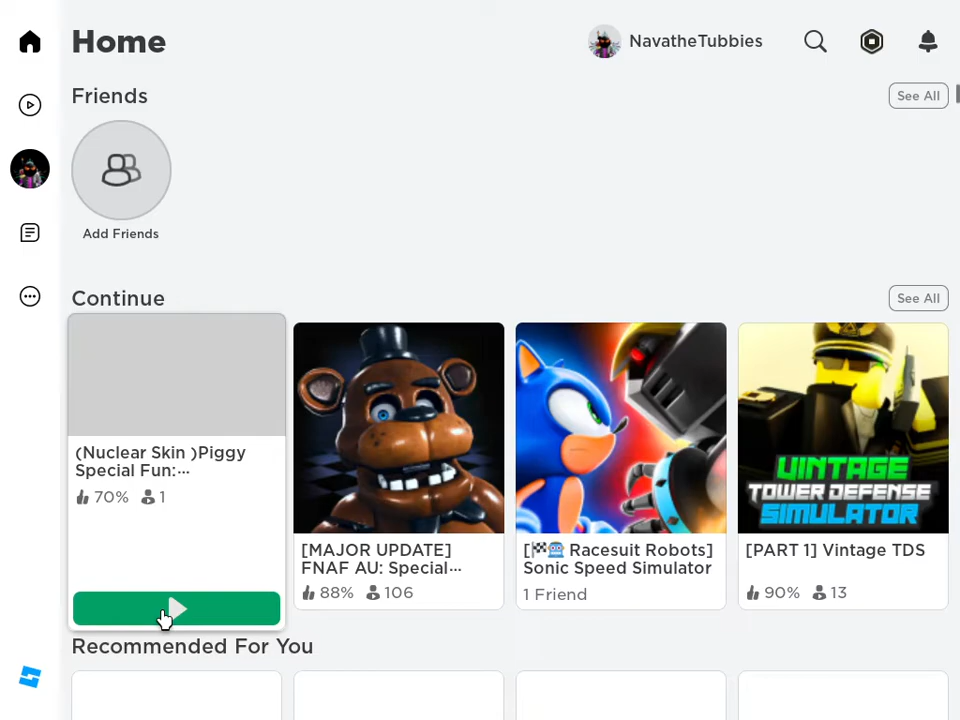 Home
NavatheTubbies
Friends
See All
Add Friends
Continue
See All
(Nuclear Skin )Piggy
Special Fun:...
70% 1
[MAJOR UPDATE]
FNAF AU: Special...
88% 106
[🏁🤖 Racesuit Robots]
Sonic Speed Simulator
1 Friend
VINTAGE
TOWER DEFENSE
SIMULATOR
[PART 1] Vintage TDS
90% 13
Recommended For You